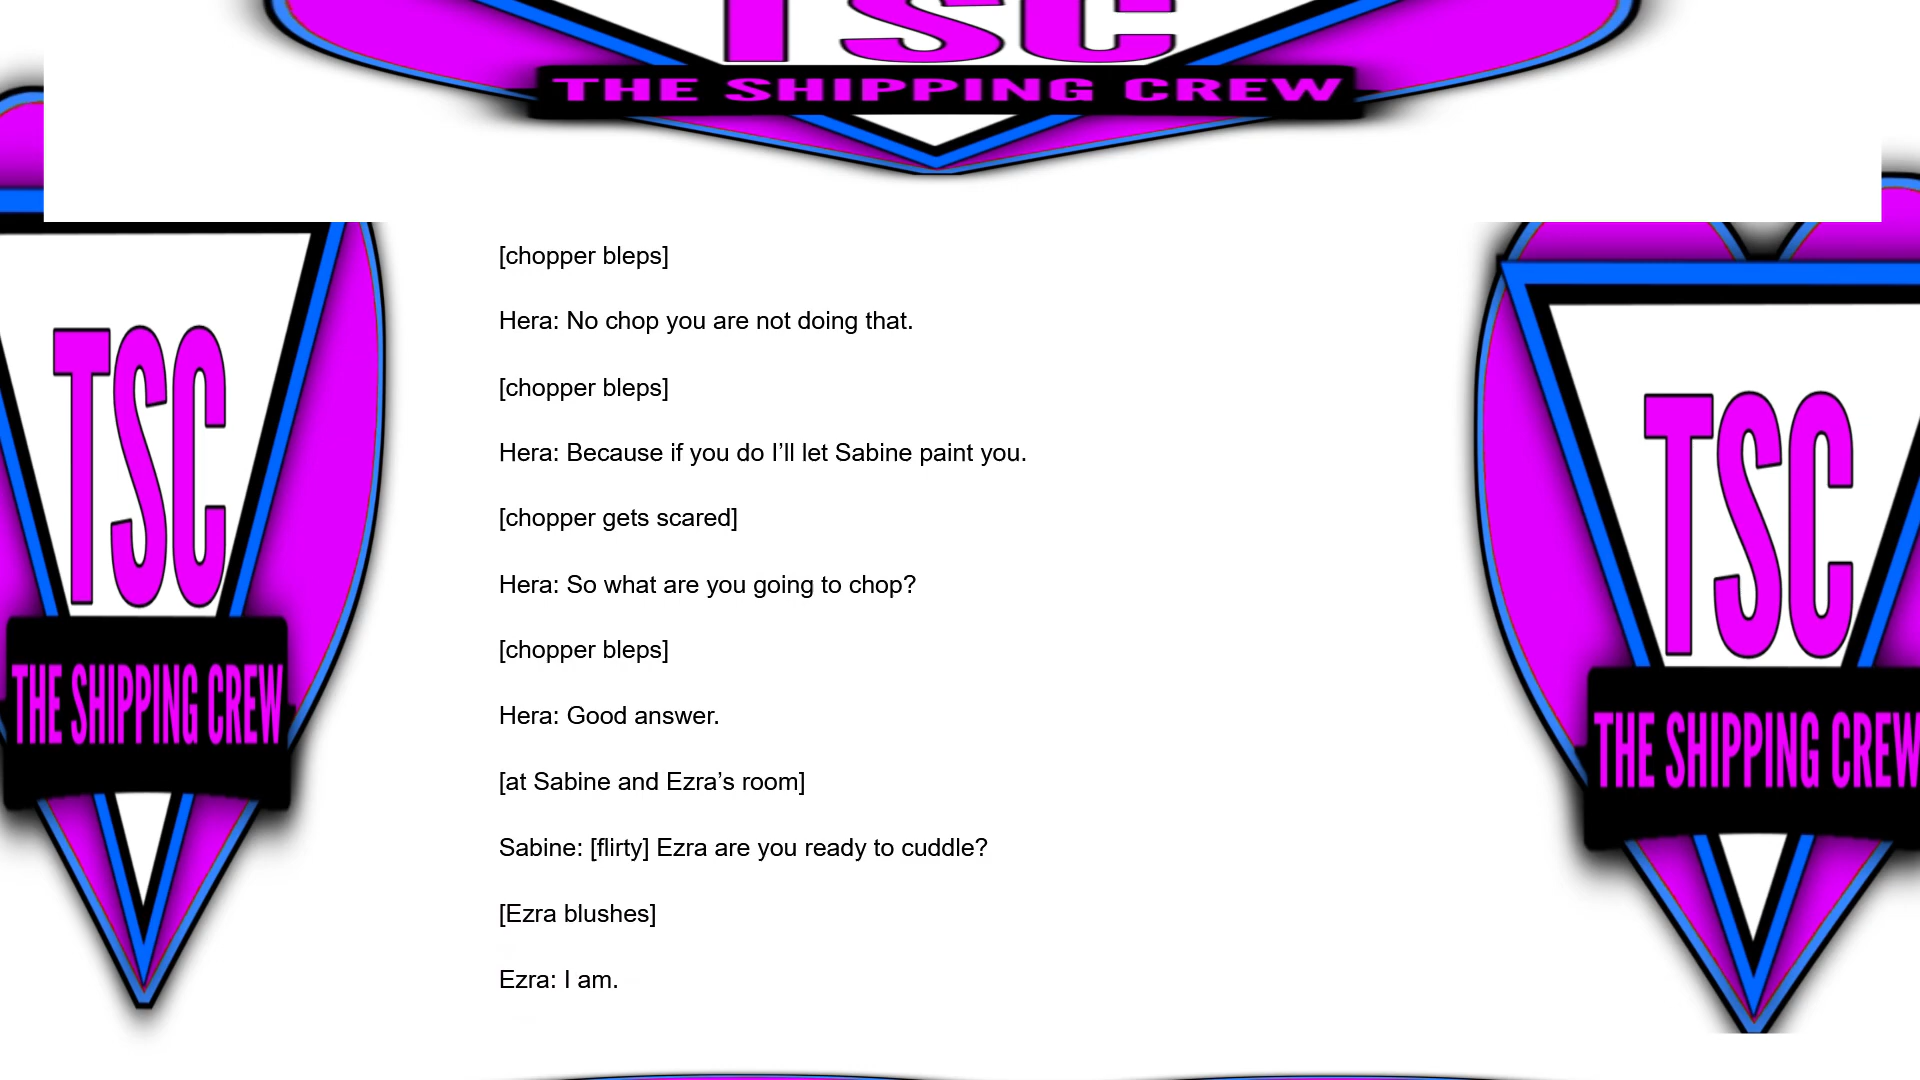 TSC
THE SHIPPING CREW
[chopper bleps]
Hera: No chop you are not doing that.
[chopper bleps]
Hera: Because if you do I’ll let Sabine paint you.
[chopper gets scared]
Hera: So what are you going to chop?
[chopper bleps]
Hera: Good answer.
[at Sabine and Ezra’s room]
Sabine: [flirty] Ezra are you ready to cuddle?
[Ezra blushes]
Ezra: I am.
TSC
THE SHIPPING CREW
TSC
THE SHIPPING CREW